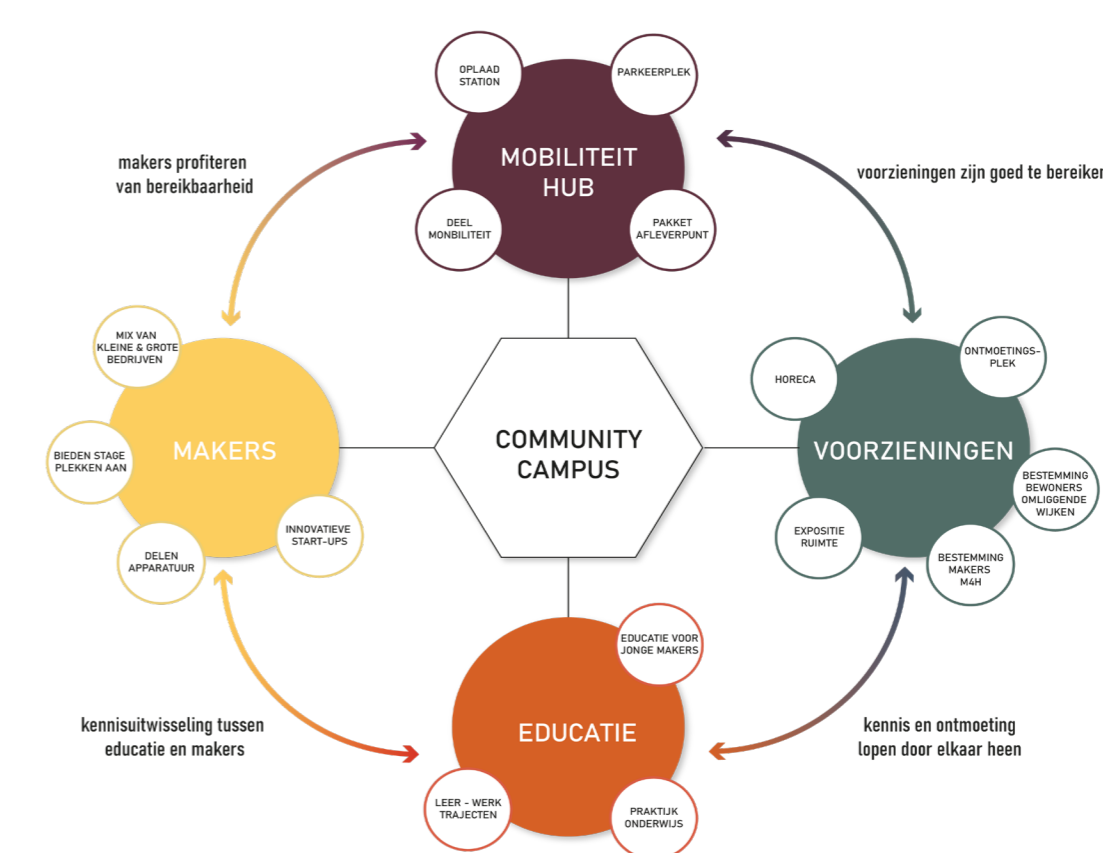 OPLAAD
STATION
PARKEERPLEK
MOBILITEIT
HUB
DEEL
MONBILITEIT
PAKKET
AFLEVERPUNT
makers profiteren
van bereikbaarheid
voorzieningen zijn goed te bereiken
MIX VAN
KLEINE & GROTE
BEDRIJVEN
BIEDEN STAGE
PLEKKEN AAN
MAKERS
DELEN
APPARATUUR
INNOVATIEVE
START-UPS
COMMUNITY
CAMPUS
HORECA
ONTMOETINGS-
PLEK
VOORZIENINGEN
BESTEMMING
BEWONERS
OMLIGGENDE
WIJKEN
EXPOSITIE
RUIMTE
BESTEMMING
MAKERS
M4H
kennisuitwisseling tussen
educatie en makers
EDUCATIE VOOR
JONGE MAKERS
EDUCATIE
LEER - WERK
TRAJECTEN
PRAKTIJK
ONDERWIJS
kennis en ontmoeting
lopen door elkaar heen